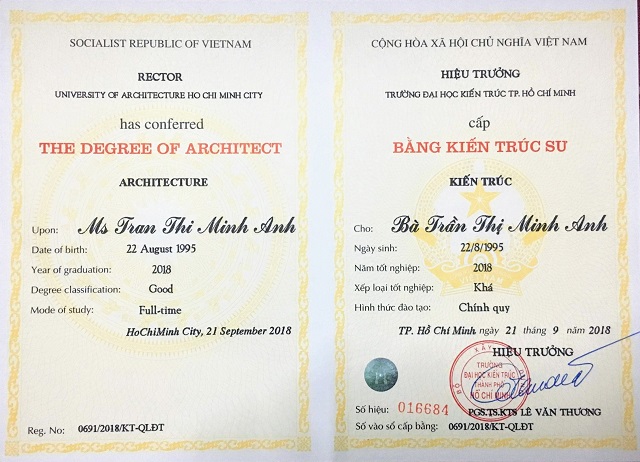 SOCIALIST REPUBLIC OF VIETNAM
RECTOR
UNIVERSITY OF ARCHITECTURE HO CHI MINH CITY
has conferred
THE DEGREE OF ARCHITECT
ARCHITECTURE
Upon: Ms Tran Thi Minh Anh
Date of birth: 22 August 1995
Year of graduation: 2018
Degree classification: Good
Mode of study: Full-time
HoChiMinh City, 21 September 2018
Reg. No: 0691/2018/KT-QLĐT
CỘNG HÒA XÃ HỘI CHỦ NGHĨA VIỆT NAM
HIỆU TRƯỞNG
TRƯỜNG ĐẠI HỌC KIẾN TRÚC TP. HỒ CHÍ MINH
cấp
BẰNG KIẾN TRÚC SƯ
KIẾN TRÚC
Cho: Bà Trần Thị Minh Anh
Ngày sinh: 22/8/1995
Năm tốt nghiệp: 2018
Xếp loại tốt nghiệp: Khá
Hình thức đào tạo: Chính quy
TP. Hồ Chí Minh ngày 21 tháng 9 năm 2018
HIỆU TRƯỞNG
TRƯỜNG
ĐẠI HỌC KIẾN TRÚC
THÀNH PHỐ
HỒ CHÍ MINH
Số hiệu: 016684 PGS.TS.KTS LÊ VĂN THƯƠNG
Số vào sổ cấp bằng: 0691/2018/KT-QLĐT